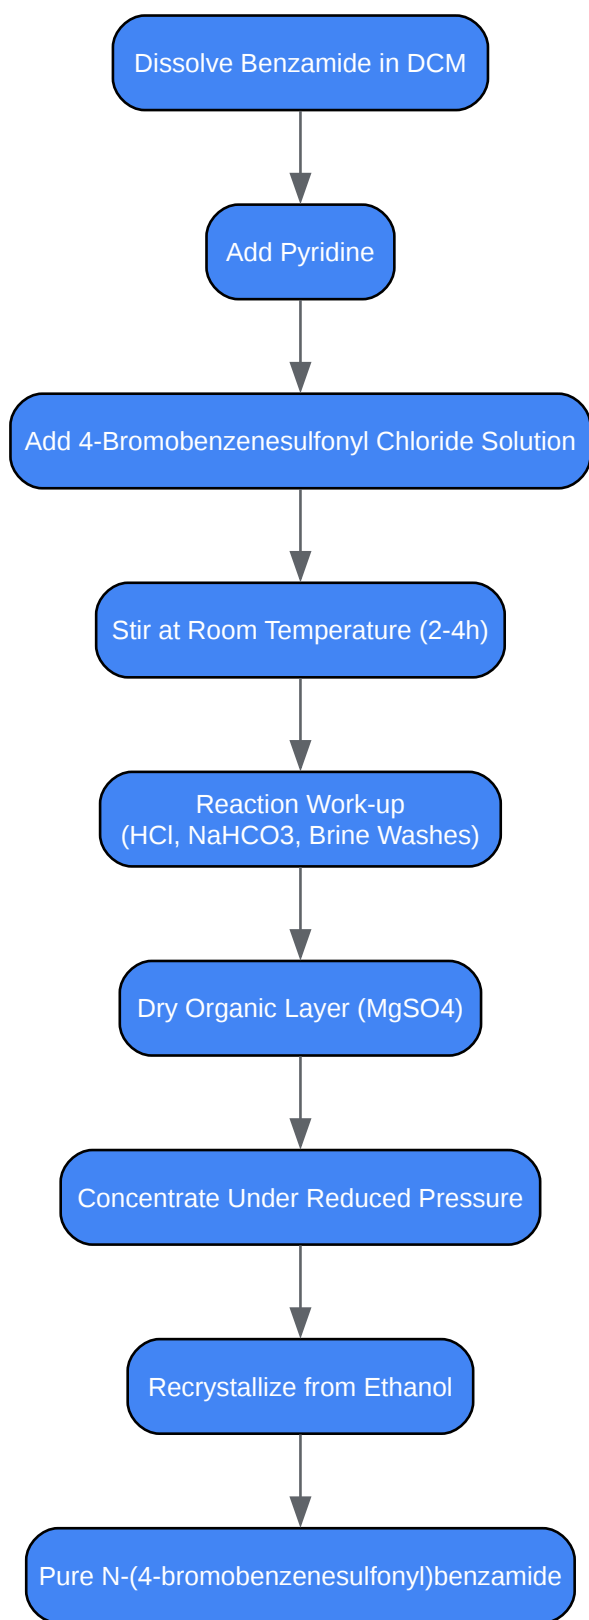 Dissolve Benzamide in DCM
Add Pyridine
Add 4-Bromobenzenesulfonyl Chloride Solution
Stir at Room Temperature (2-4h)
Reaction Work-up
(HCl, NaHCO3, Brine Washes)
Dry Organic Layer (MgSO4)
Concentrate Under Reduced Pressure
Recrystallize from Ethanol
Pure N-(4-bromobenzenesulfonyl)benzamide